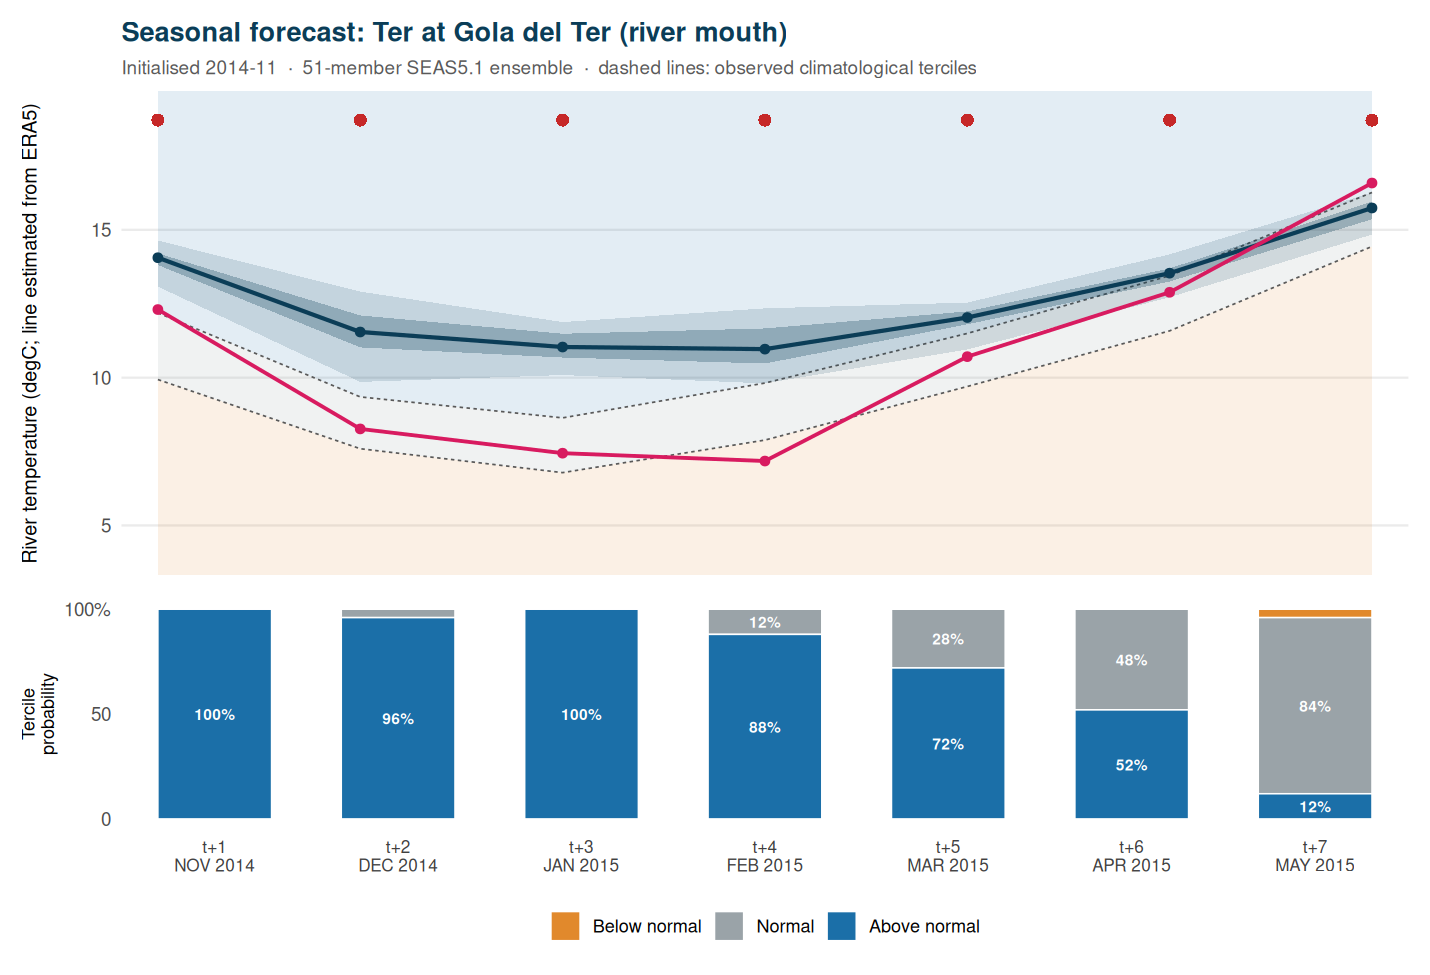 Seasonal forecast: Ter at Gola del Ter (river mouth)
Initialised 2014-11 · 51-member SEAS5.1 ensemble · dashed lines: observed climatological terciles
River temperature (degC; line estimated from ERA5)
15
10
5
Tercile
probability
100%
50
0
100%
96%
100%
12%
88%
28%
72%
48%
52%
84%
12%
t+1
NOV 2014
t+2
DEC 2014
t+3
JAN 2015
t+4
FEB 2015
t+5
MAR 2015
t+6
APR 2015
t+7
MAY 2015
Below normal
Normal
Above normal